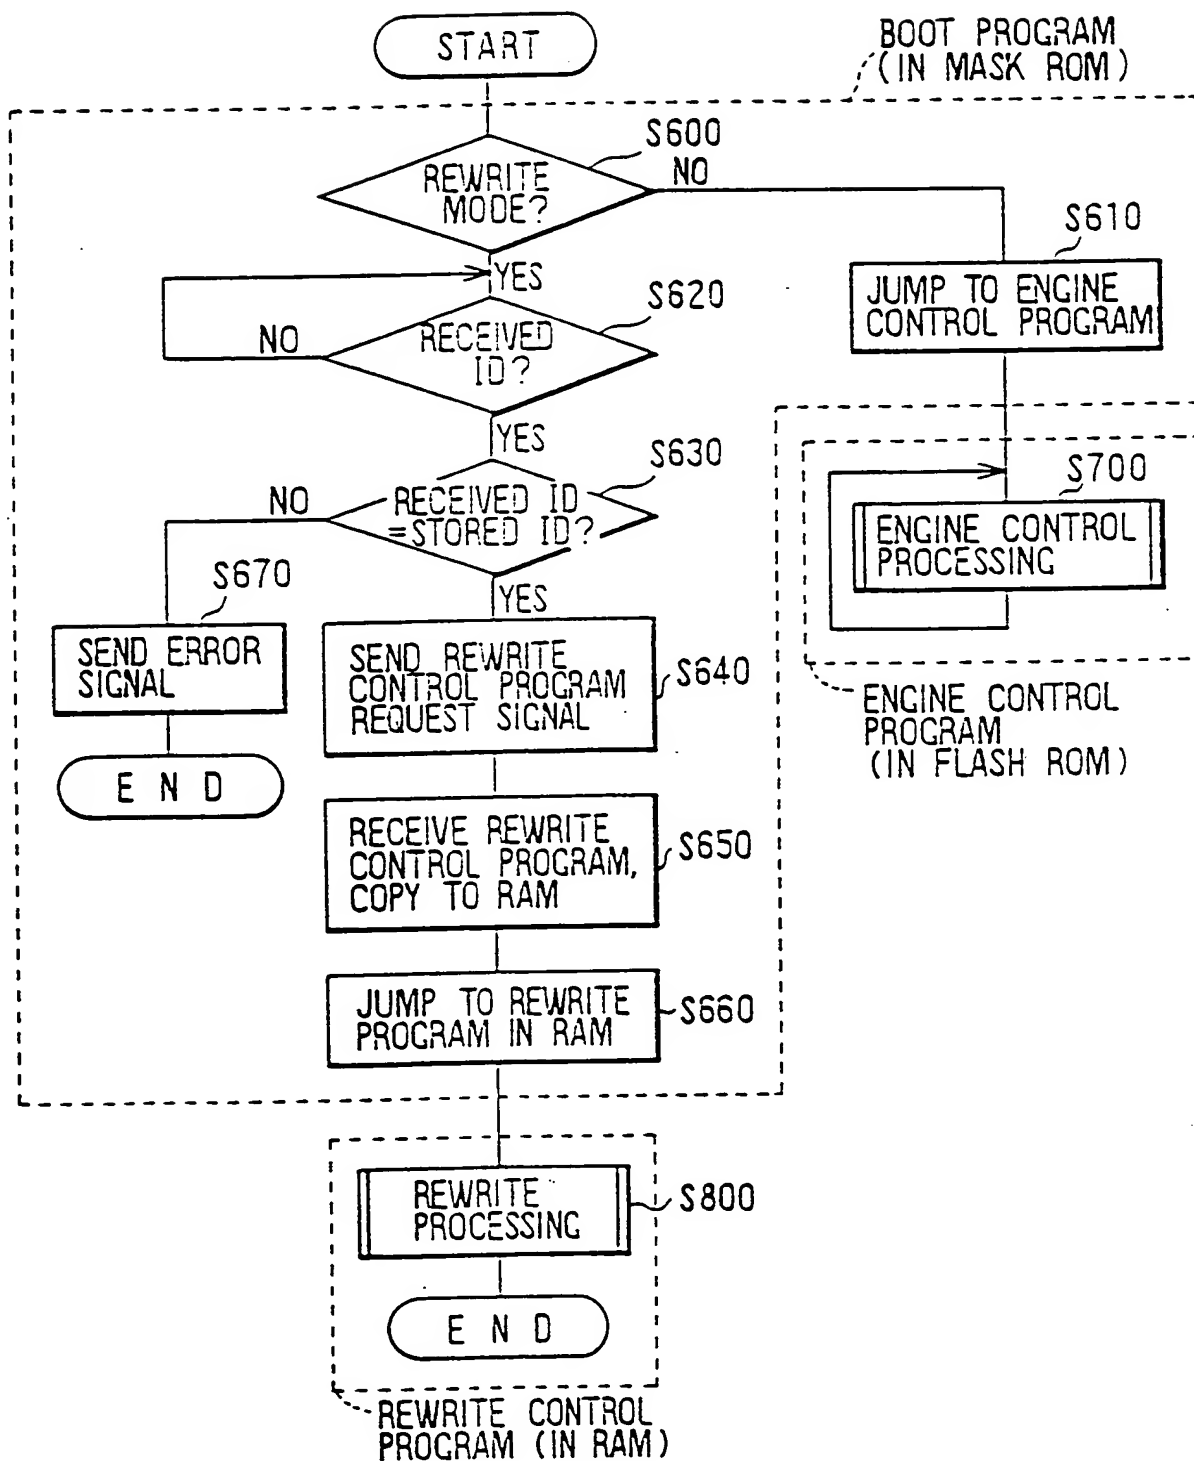 START
BOOT PROGRAM
(IN MASK ROM)
S600
REWRITE
MODE?
NO
YES
S610
JUMP TO ENGINE
CONTROL PROGRAM
S620
RECEIVED
ID?
NO
YES
S630
RECEIVED ID
=STORED ID?
NO
YES
S700
ENGINE CONTROL
PROCESSING
ENGINE CONTROL
PROGRAM
(IN FLASH ROM)
S670
SEND ERROR
SIGNAL
END
SEND REWRITE
CONTROL PROGRAM
REQUEST SIGNAL
S640
RECEIVE REWRITE
CONTROL PROGRAM,
COPY TO RAM
S650
JUMP TO REWRITE
PROGRAM IN RAM
S660
REWRITE
PROCESSING
S800
END
REWRITE CONTROL
PROGRAM (IN RAM)